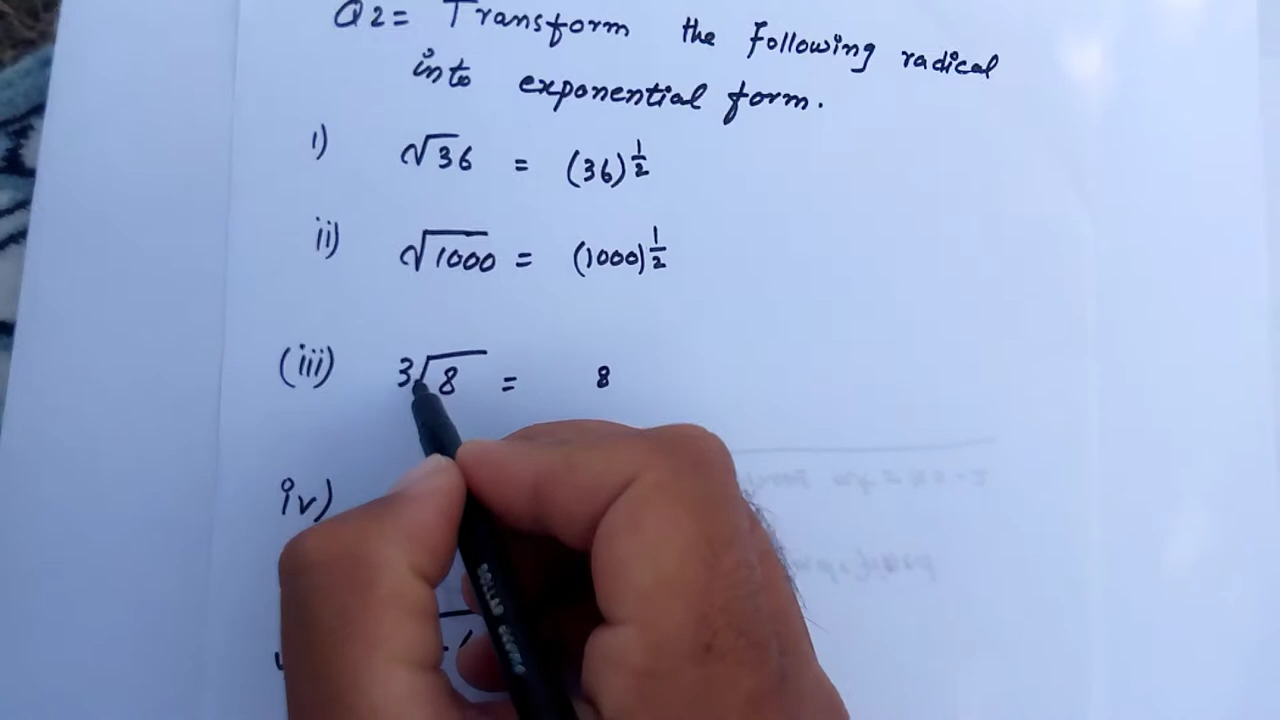 Q2= Transform the following radical
into exponential form.
i) √36 = (36)^1/2
ii) √1000 = (1000)^1/2
(iii) 3√8 = 8
iv)
DOLLAR